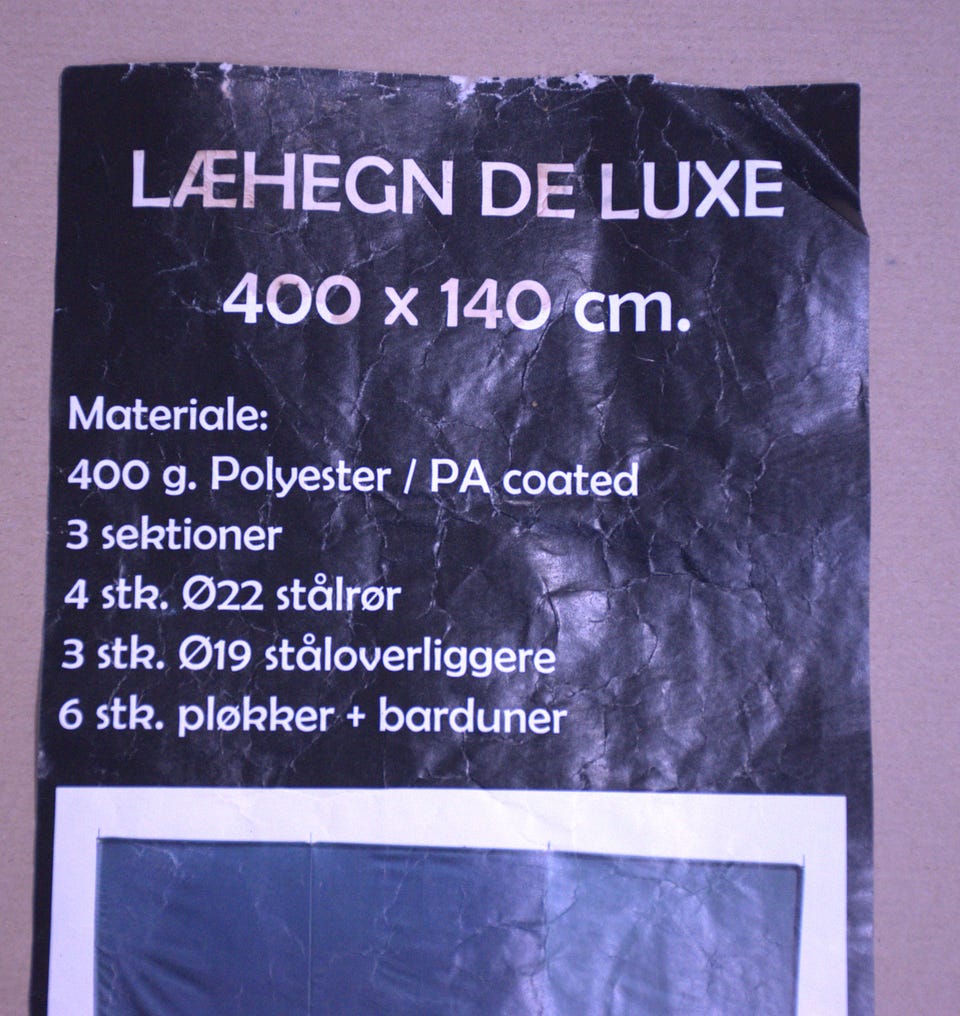 LÆHEGN DE LUXE
400 x 140 cm.
Materiale:
400 g. Polyester / PA coated
3 sektioner
4 stk. Ø22 stålrør
3 stk. Ø19 ståloverliggere
6 stk. pløkker + barduner